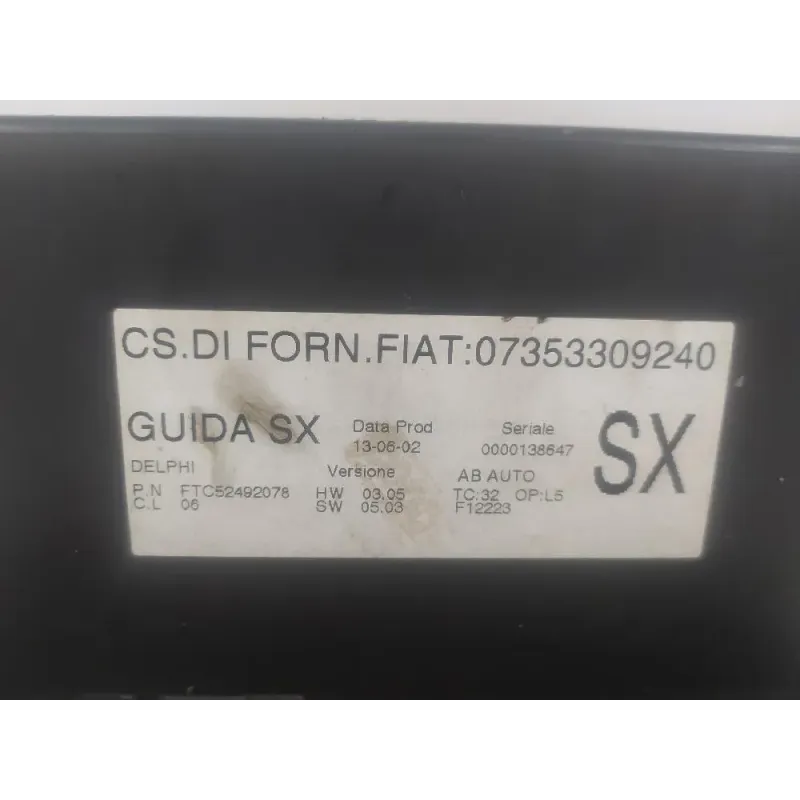 CS.DI FORN.FIAT:07353309240
GUIDA SX
Data Prod
13-06-02
Seriale
0000138647
SX
DELPHI
Versione
AB AUTO
P.N FTC52492078 HW 03.05 TC:32 OP:L5
C.L 06 SW 05.03 F12223